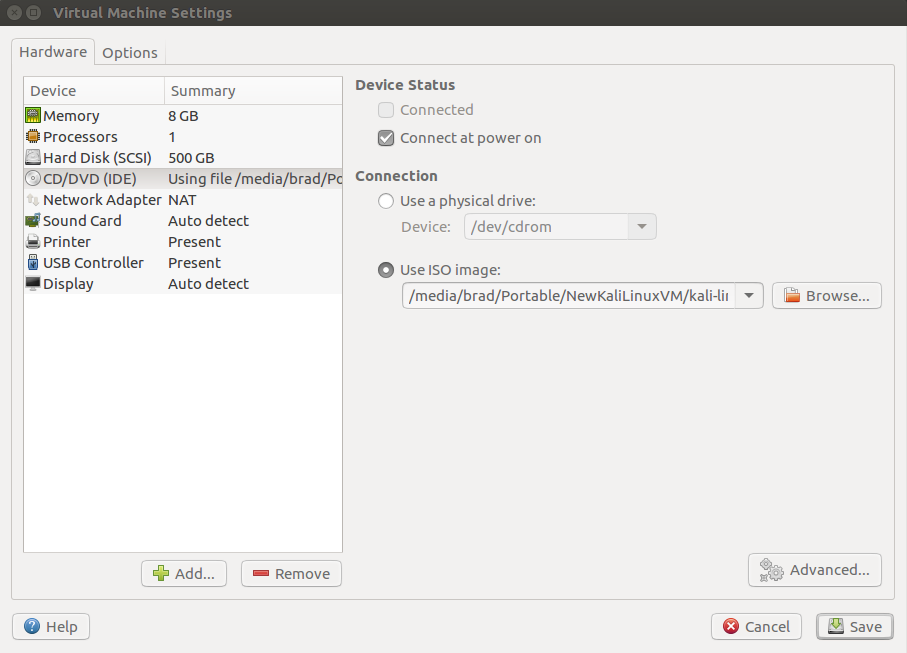 Virtual Machine Settings
Hardware Options
Device Summary
Memory 8 GB
Processors 1
Hard Disk (SCSI) 500 GB
CD/DVD (IDE) Using file /media/brad/Po
Network Adapter NAT
Sound Card Auto detect
Printer Present
USB Controller Present
Display Auto detect
Add... Remove
Device Status
Connected
Connect at power on
Connection
Use a physical drive:
Device: /dev/cdrom
Use ISO image:
/media/brad/Portable/NewKaliLinuxVM/kali-lin Browse...
Advanced...
Help Cancel Save